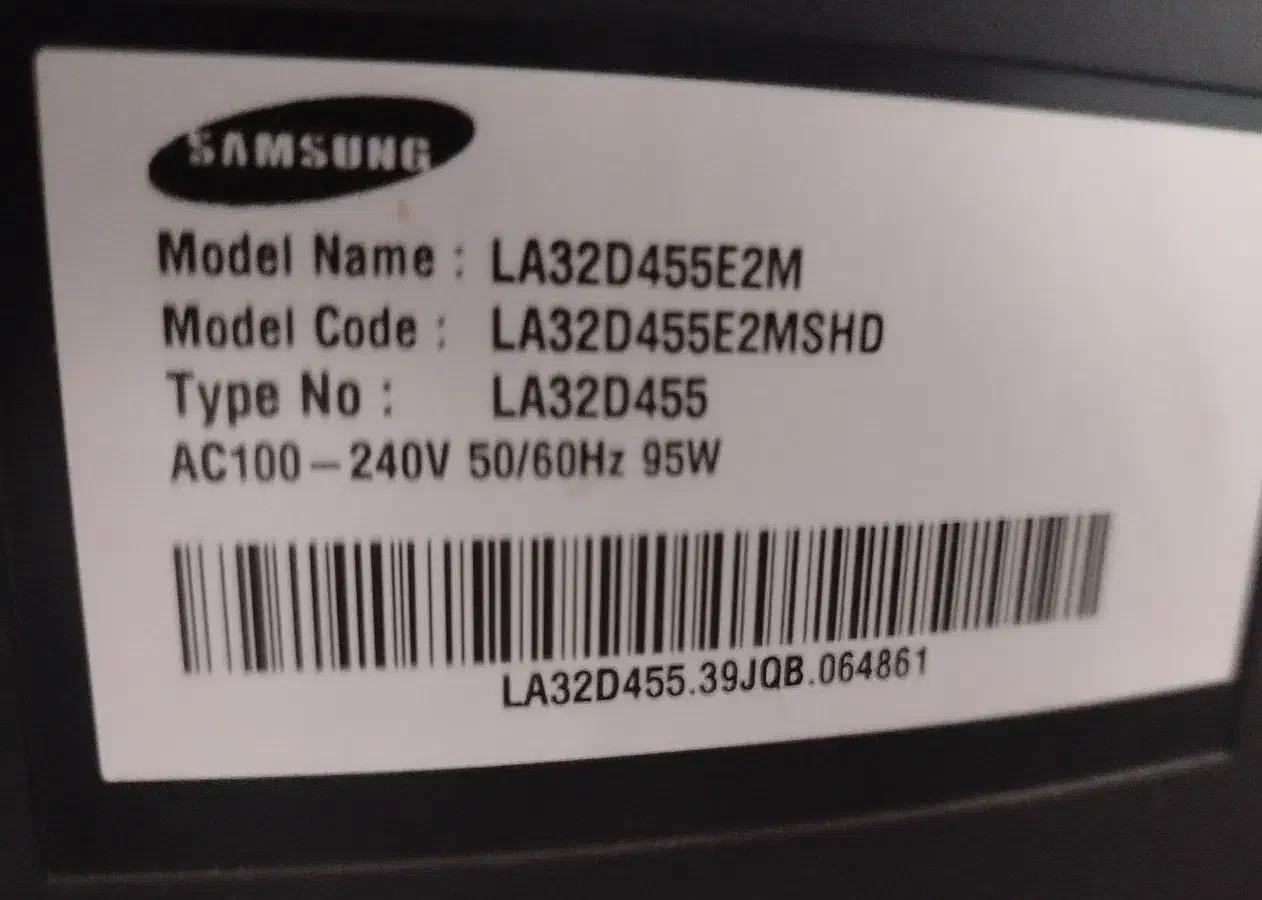 SAMSUNG
Model Name : LA32D455E2M
Model Code : LA32D455E2MSHD
Type No : LA32D455
AC100-240V 50/60Hz 95W
LA32D455.39JQB.064861